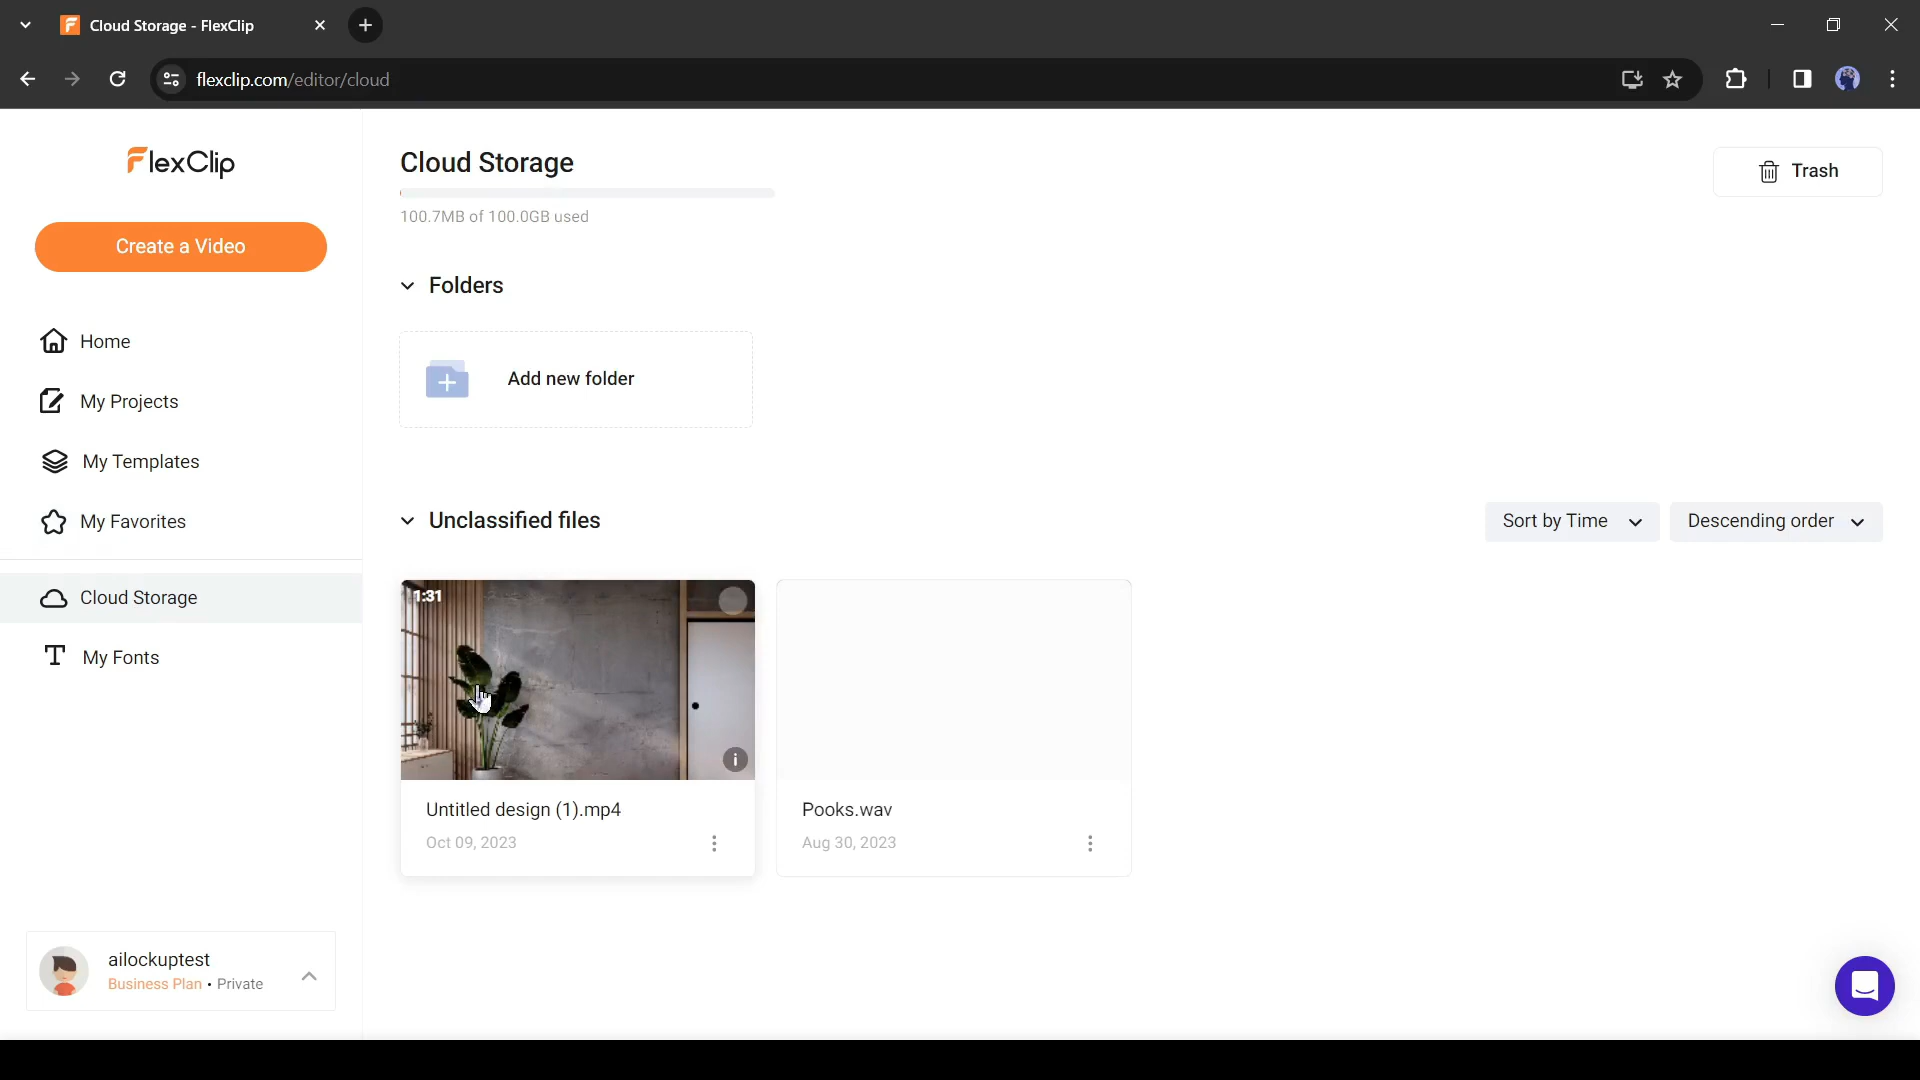 Cloud Storage - FlexClip
flexclip.com/editor/cloud
FlexClip
Create a Video
Home
My Projects
My Templates
My Favorites
Cloud Storage
My Fonts
ailockuptest
Business Plan • Private
Cloud Storage
100.7MB of 100.0GB used
Trash
Folders
Add new folder
Unclassified files
Sort by Time
Descending order
1:31
Untitled design (1).mp4
Oct 09, 2023
Pooks.wav
Aug 30, 2023